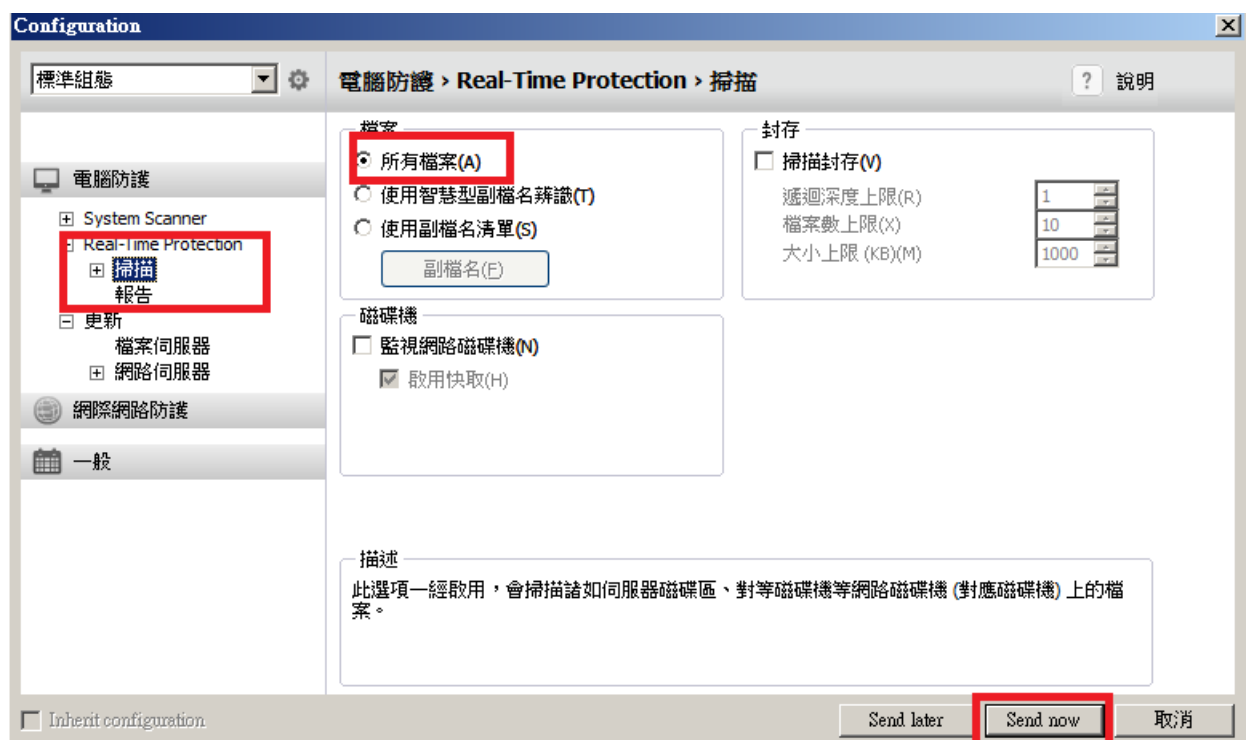 Configuration
標準組態
電腦防護 › Real-Time Protection › 掃描
? 說明
電腦防護
System Scanner
Real-Time Protection
掃描
報告
更新
檔案伺服器
網路伺服器
網際網路防護
一般
檔案
所有檔案(A)
使用智慧型副檔名辨識(T)
使用副檔名清單(S)
副檔名(F)
封存
掃描封存(V)
遞迴深度上限(R) 1
檔案數上限(X) 10
大小上限 (KB)(M) 1000
磁碟機
監視網路磁碟機(N)
啟用快取(H)
描述
此選項一經啟用，會掃描諸如伺服器磁碟區、對等磁碟機等網路磁碟機 (對應磁碟機) 上的檔
案。
Inherit configuration
Send later
Send now
取消